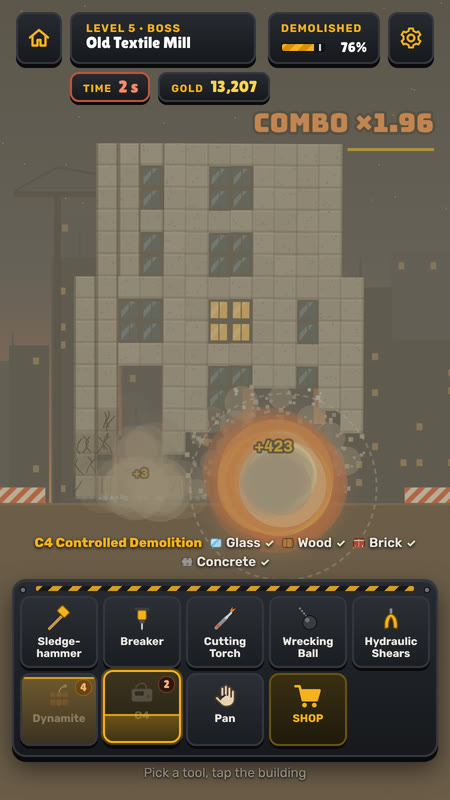 LEVEL 5 • BOSS
Old Textile Mill
DEMOLISHED
76%
TIME 2 s
GOLD 13,207
COMBO ×1.96
+423
+3
C4 Controlled Demolition Glass ✓ Wood ✓ Brick ✓
Concrete ✓
Sledge-
hammer
Breaker
Cutting
Torch
Wrecking
Ball
Hydraulic
Shears
4
Dynamite
2
C4
Pan
SHOP
Pick a tool, tap the building